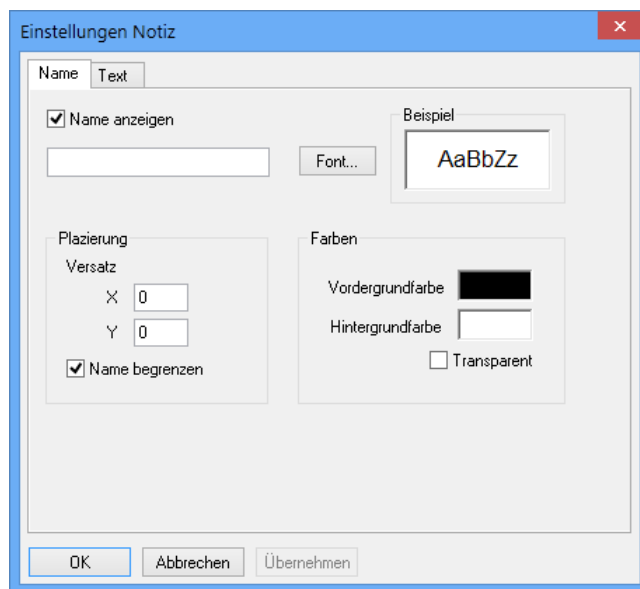 Einstellungen Notiz
Name Text
Name anzeigen
Font...
Beispiel
AaBbZz
Plazierung
Versatz
X 0
Y 0
Name begrenzen
Farben
Vordergrundfarbe
Hintergrundfarbe
Transparent
OK Abbrechen Übernehmen